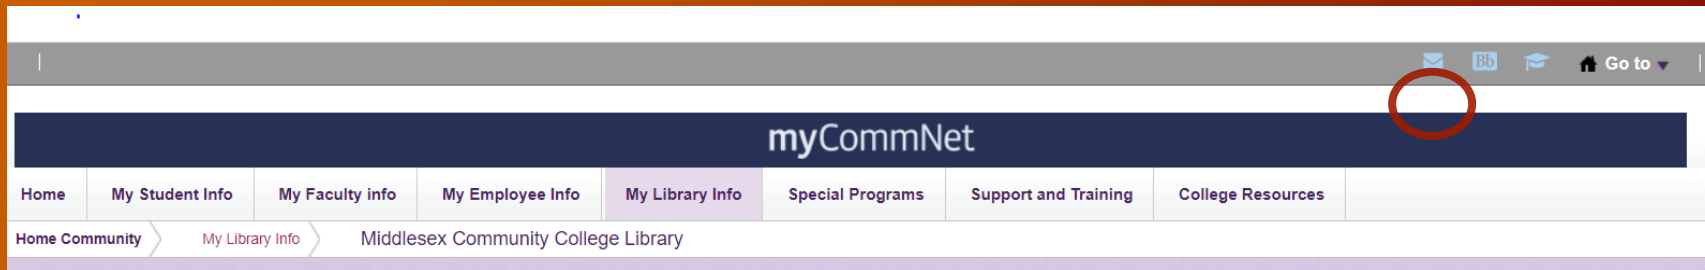 Bb Go to
myCommNet
Home My Student Info My Faculty info My Employee Info My Library Info Special Programs Support and Training College Resources
Home Community My Library Info Middlesex Community College Library